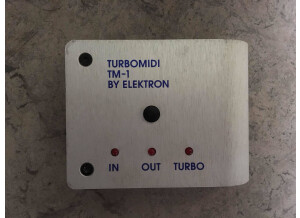 TURBOMIDI
TM-1
BY ELEKTRON
IN OUT TURBO